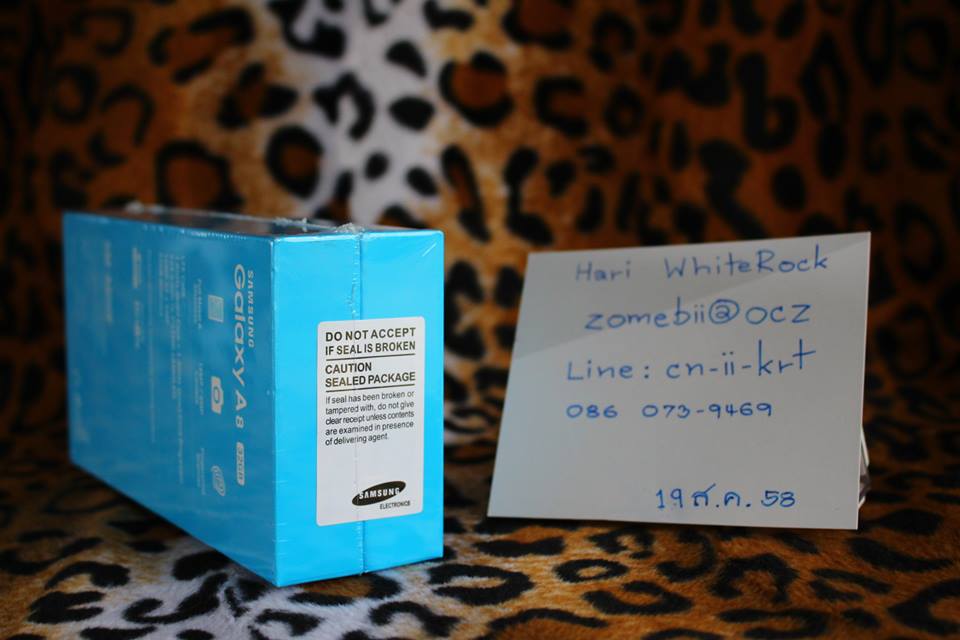 SAMSUNG
Galaxy A8
32GB
DO NOT ACCEPT
IF SEAL IS BROKEN
CAUTION
SEALED PACKAGE
If seal has been broken or
tampered with, do not give
clear receipt unless contents
are examined in presence
of delivering agent.
SAMSUNG
ELECTRONICS
Hari WhiteRock
zomebii@ocz
Line: cn-ii-krt
086 073-9469
19 ส.ค. 58